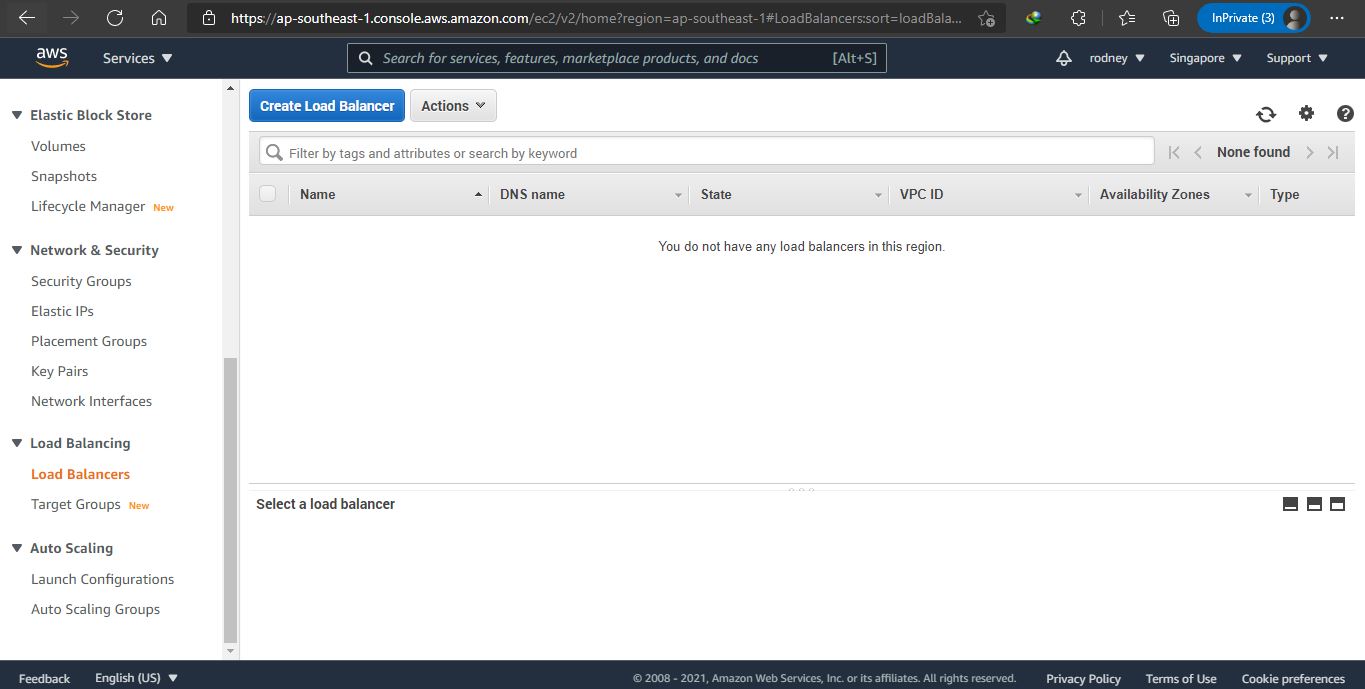 https://ap-southeast-1.console.aws.amazon.com/ec2/v2/home?region=ap-southeast-1#LoadBalancers:sort=loadBala...
InPrivate (3)
aws
Services
Search for services, features, marketplace products, and docs [Alt+S]
rodney
Singapore
Support
Elastic Block Store
Volumes
Snapshots
Lifecycle Manager New
Network & Security
Security Groups
Elastic IPs
Placement Groups
Key Pairs
Network Interfaces
Load Balancing
Load Balancers
Target Groups New
Auto Scaling
Launch Configurations
Auto Scaling Groups
Create Load Balancer
Actions
Filter by tags and attributes or search by keyword
None found
Name DNS name State VPC ID Availability Zones Type
You do not have any load balancers in this region.
Select a load balancer
Feedback
English (US)
© 2008 - 2021, Amazon Web Services, Inc. or its affiliates. All rights reserved.
Privacy Policy
Terms of Use
Cookie preferences